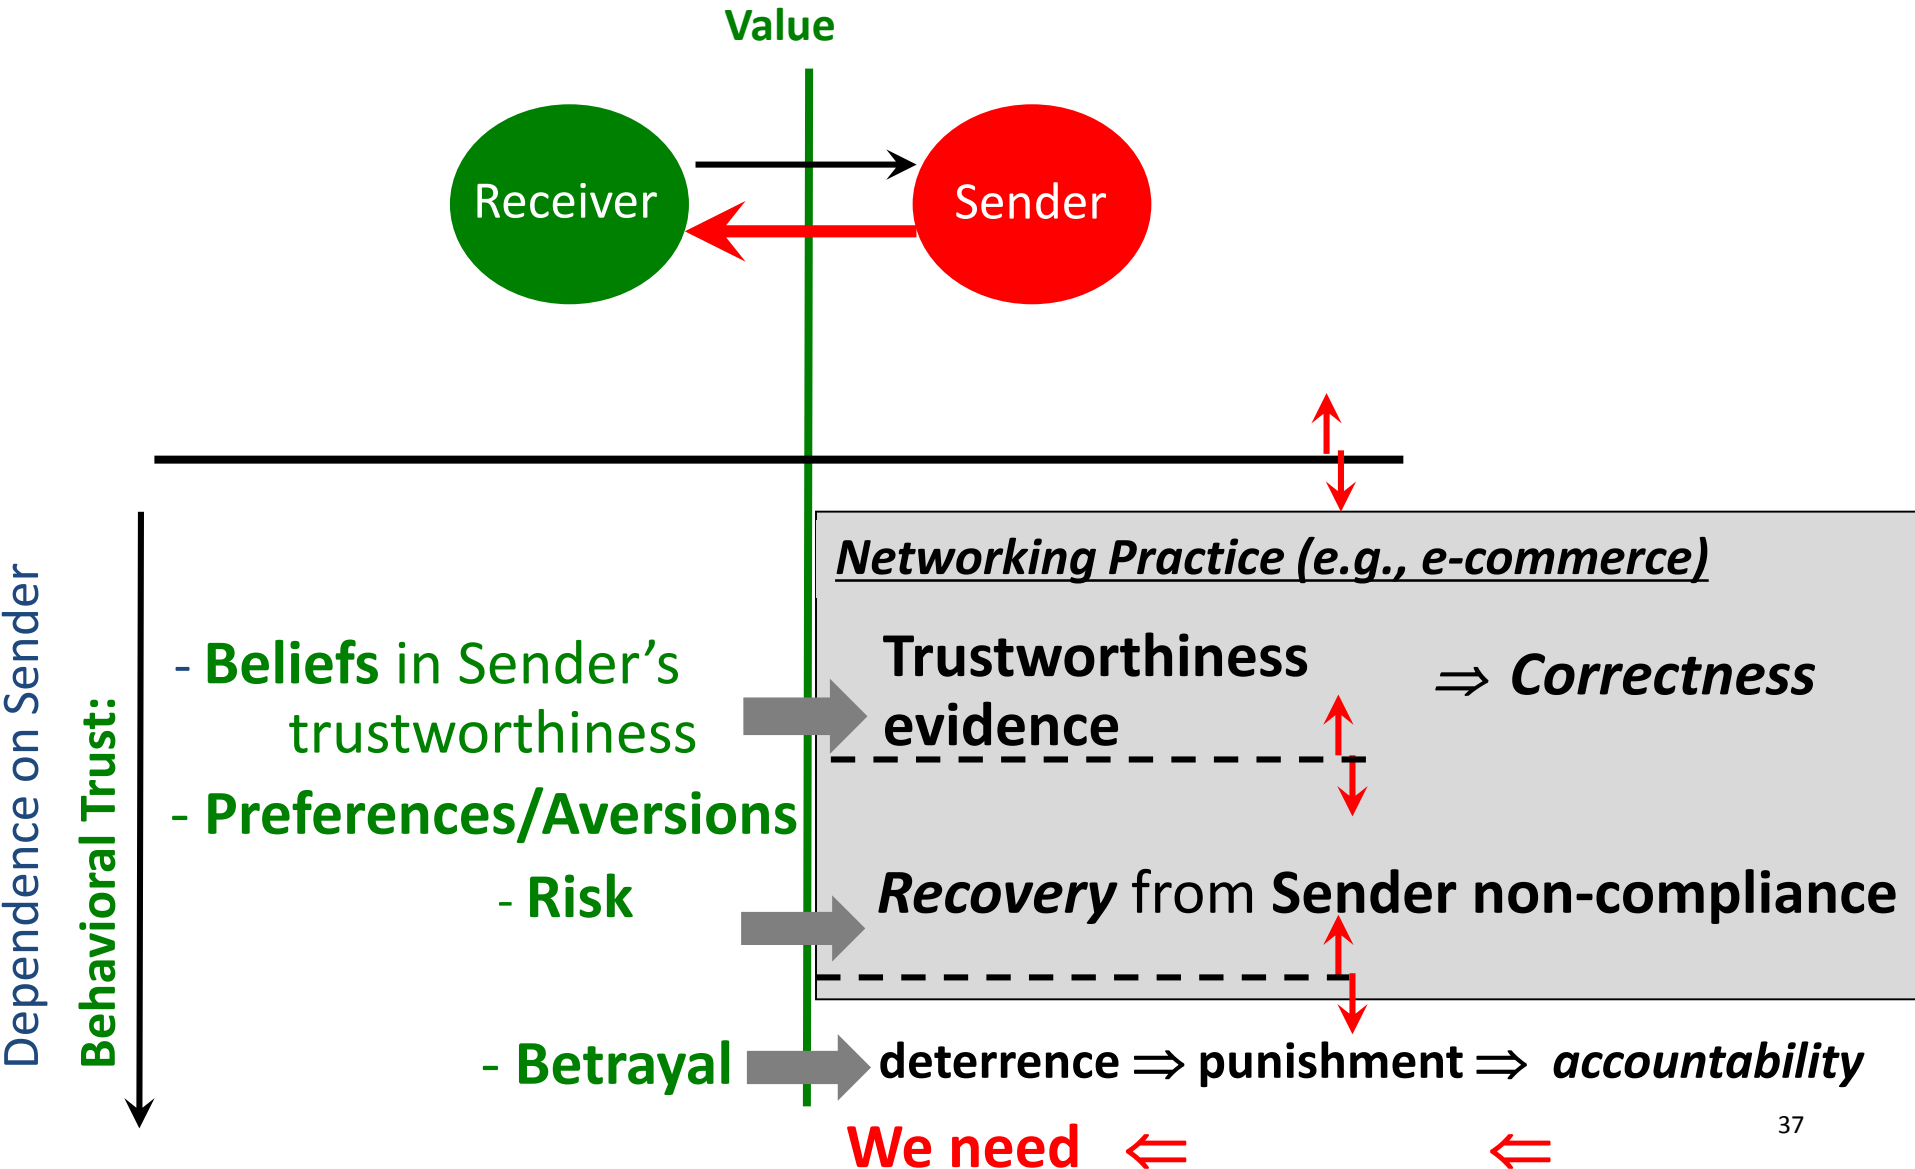 Value
Receiver
Sender
Dependence on Sender
Behavioral Trust:
Networking Practice (e.g., e-commerce)
- Beliefs in Sender’s
trustworthiness
Trustworthiness
evidence
⇒ Correctness
- Preferences/Aversions
- Risk
Recovery from Sender non-compliance
- Betrayal
deterrence ⇒ punishment ⇒ accountability
We need ⇐ ⇐
37